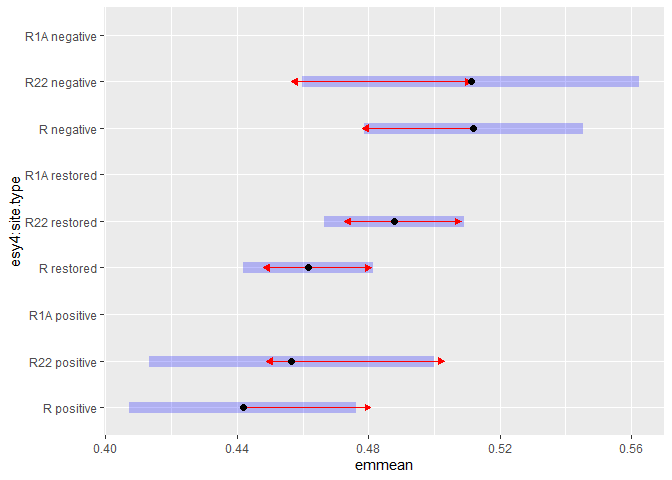 R1A negative
R22 negative
R negative
R1A restored
R22 restored
R restored
R1A positive
R22 positive
R positive
esy4:site.type
0.40 0.44 0.48 0.52 0.56
emmean